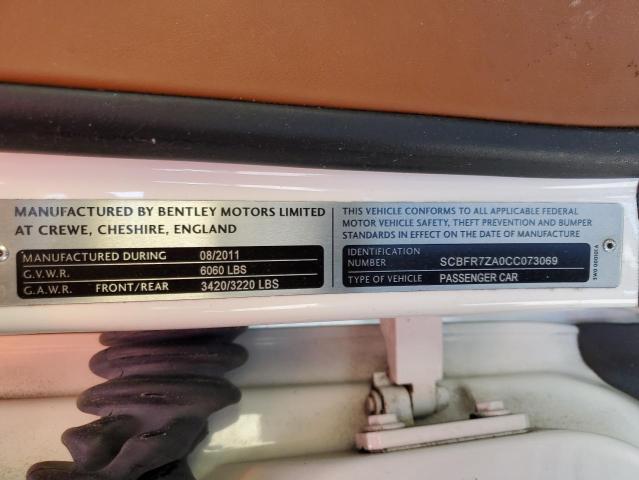 MANUFACTURED BY BENTLEY MOTORS LIMITED
AT CREWE, CHESHIRE, ENGLAND
MANUFACTURED DURING 08/2011
G.V.W.R. 6060 LBS
G.A.W.R. FRONT/REAR 3420/3220 LBS
THIS VEHICLE CONFORMS TO ALL APPLICABLE FEDERAL
MOTOR VEHICLE SAFETY, THEFT PREVENTION AND BUMPER
STANDARDS IN EFFECT ON THE DATE OF MANUFACTURE
IDENTIFICATION
NUMBER SCBFR7ZA0CC073069
TYPE OF VEHICLE PASSENGER CAR